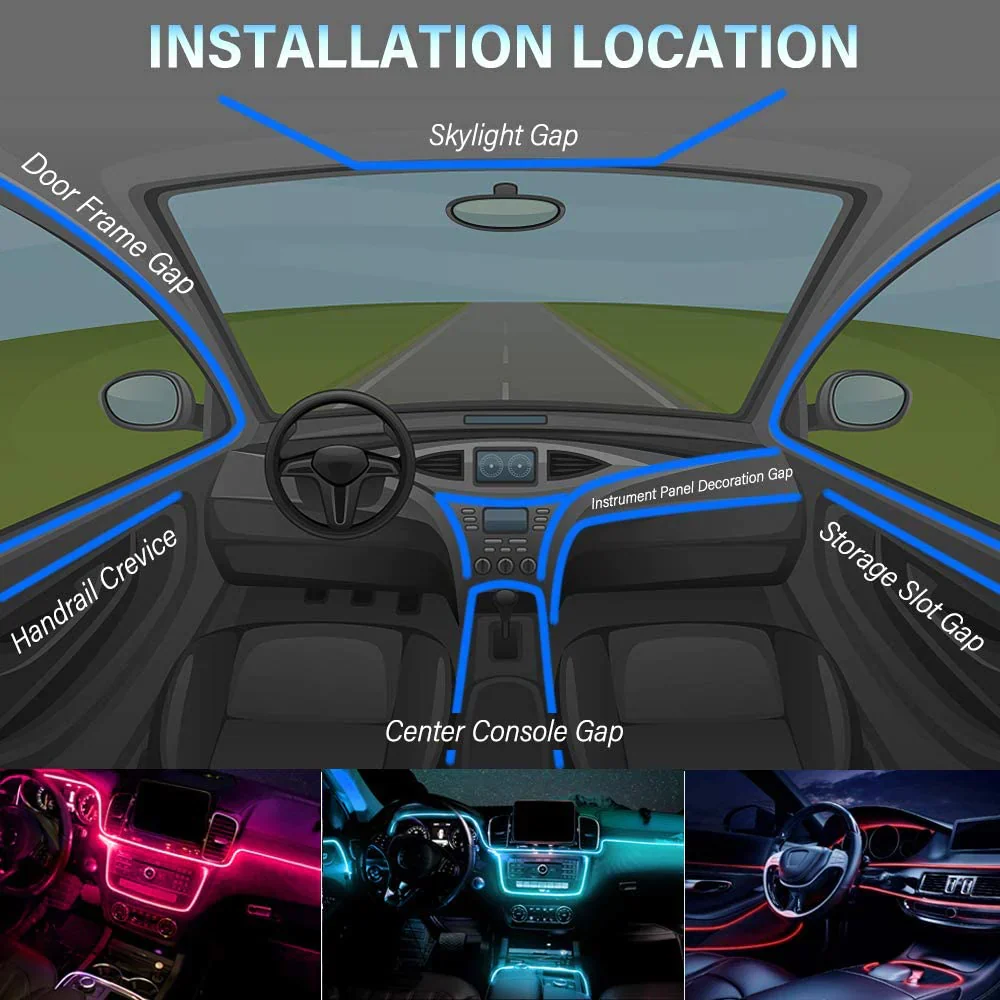 INSTALLATION LOCATION
Skylight Gap
Door Frame Gap
Instrument Panel Decoration Gap
Handrail Crevice
Storage Slot Gap
Center Console Gap